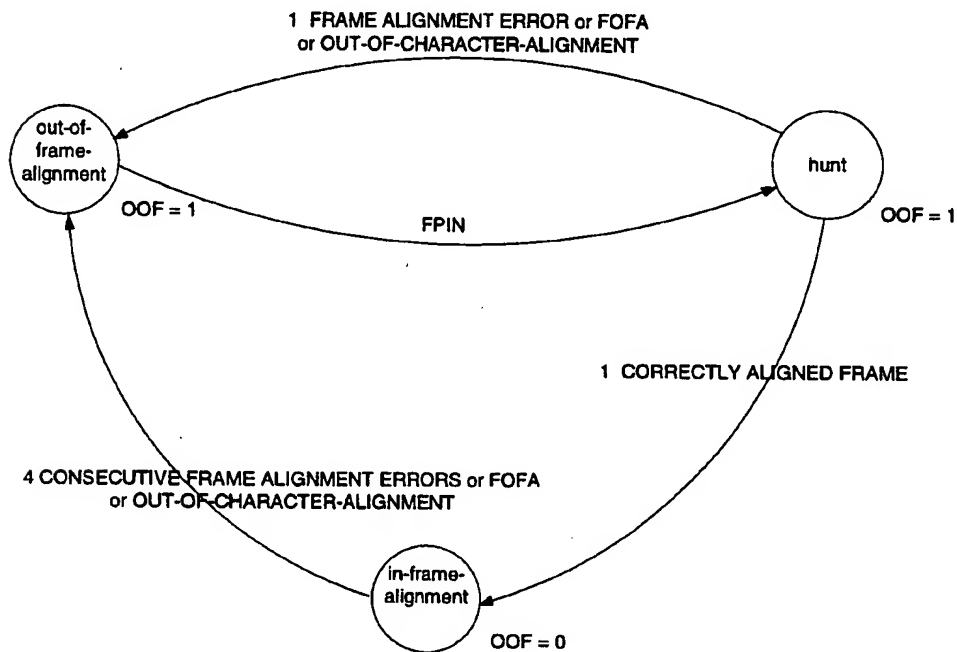 1 FRAME ALIGNMENT ERROR or FOFA
or OUT-OF-CHARACTER-ALIGNMENT
out-of-
frame-
alignment
OOF = 1
hunt
OOF = 1
FPIN
1 CORRECTLY ALIGNED FRAME
4 CONSECUTIVE FRAME ALIGNMENT ERRORS or FOFA
or OUT-OF-CHARACTER-ALIGNMENT
in-frame-
alignment
OOF = 0